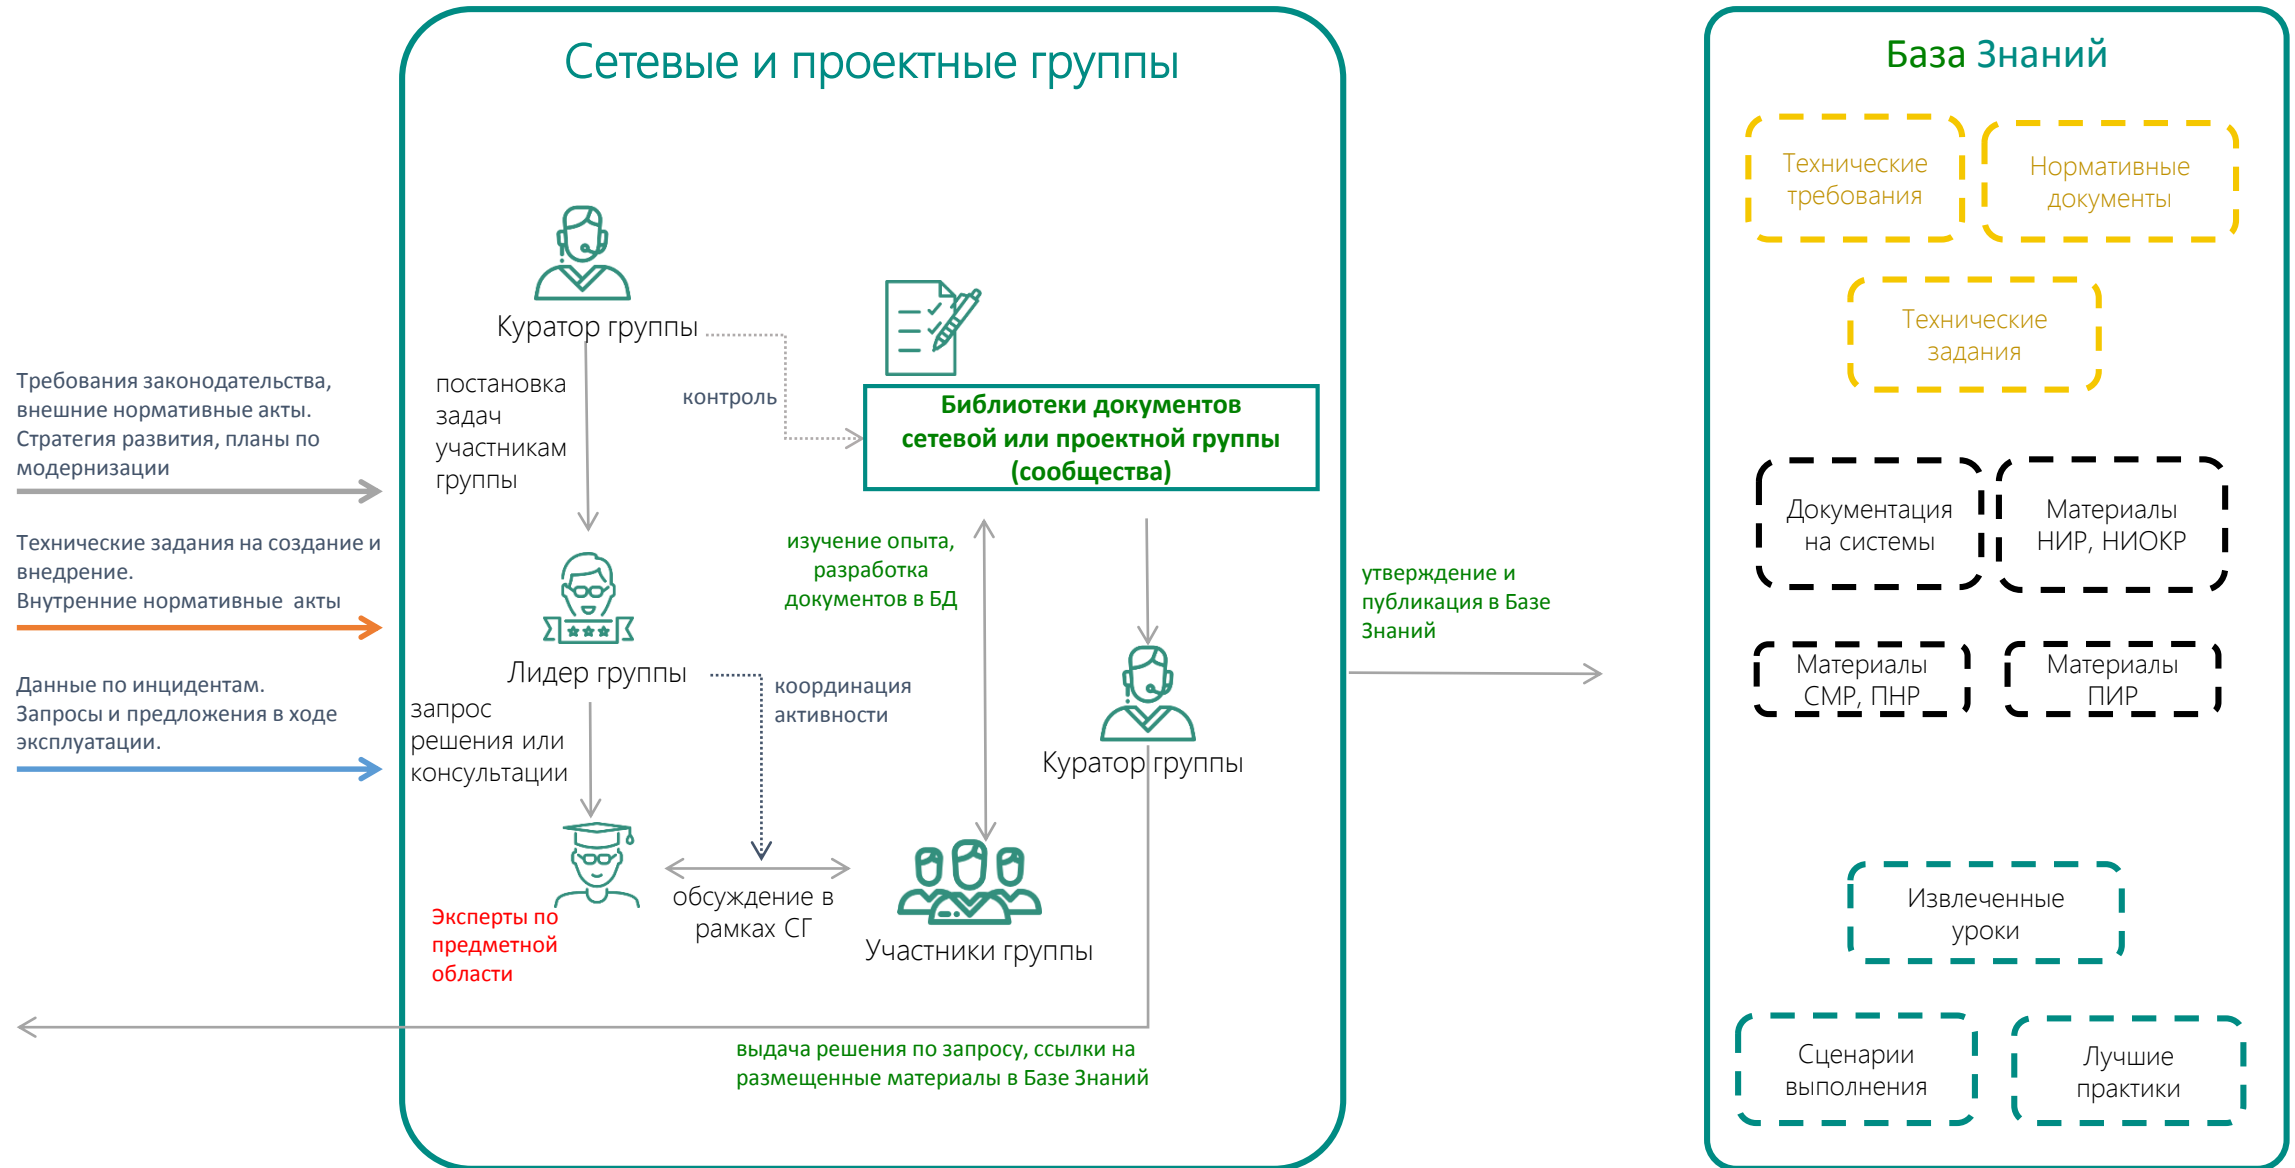 Сетевые и проектные группы
Требования законодательства,
внешние нормативные акты.
Стратегия развития, планы по
модернизации
Технические задания на создание и
внедрение.
Внутренние нормативные  акты
Данные по инцидентам.
Запросы и предложения в ходе
эксплуатации.
Куратор группы
постановка
задач
участникам
группы
контроль
Библиотеки документов
сетевой или проектной группы
(сообщества)
изучение опыта,
разработка
документов в БД
Лидер группы
координация
активности
запрос
решения или
консультации
Куратор группы
Эксперты по
предметной
области
обсуждение в
рамках СГ
Участники группы
выдача решения по запросу, ссылки на
размещенные материалы в Базе Знаний
утверждение и
публикация в Базе
Знаний
База Знаний
Технические
требования
Нормативные
документы
Технические
задания
Документация
на системы
Материалы
НИР, НИОКР
Материалы
СМР, ПНР
Материалы
ПИР
Извлеченные
уроки
Сценарии
выполнения
Лучшие
практики